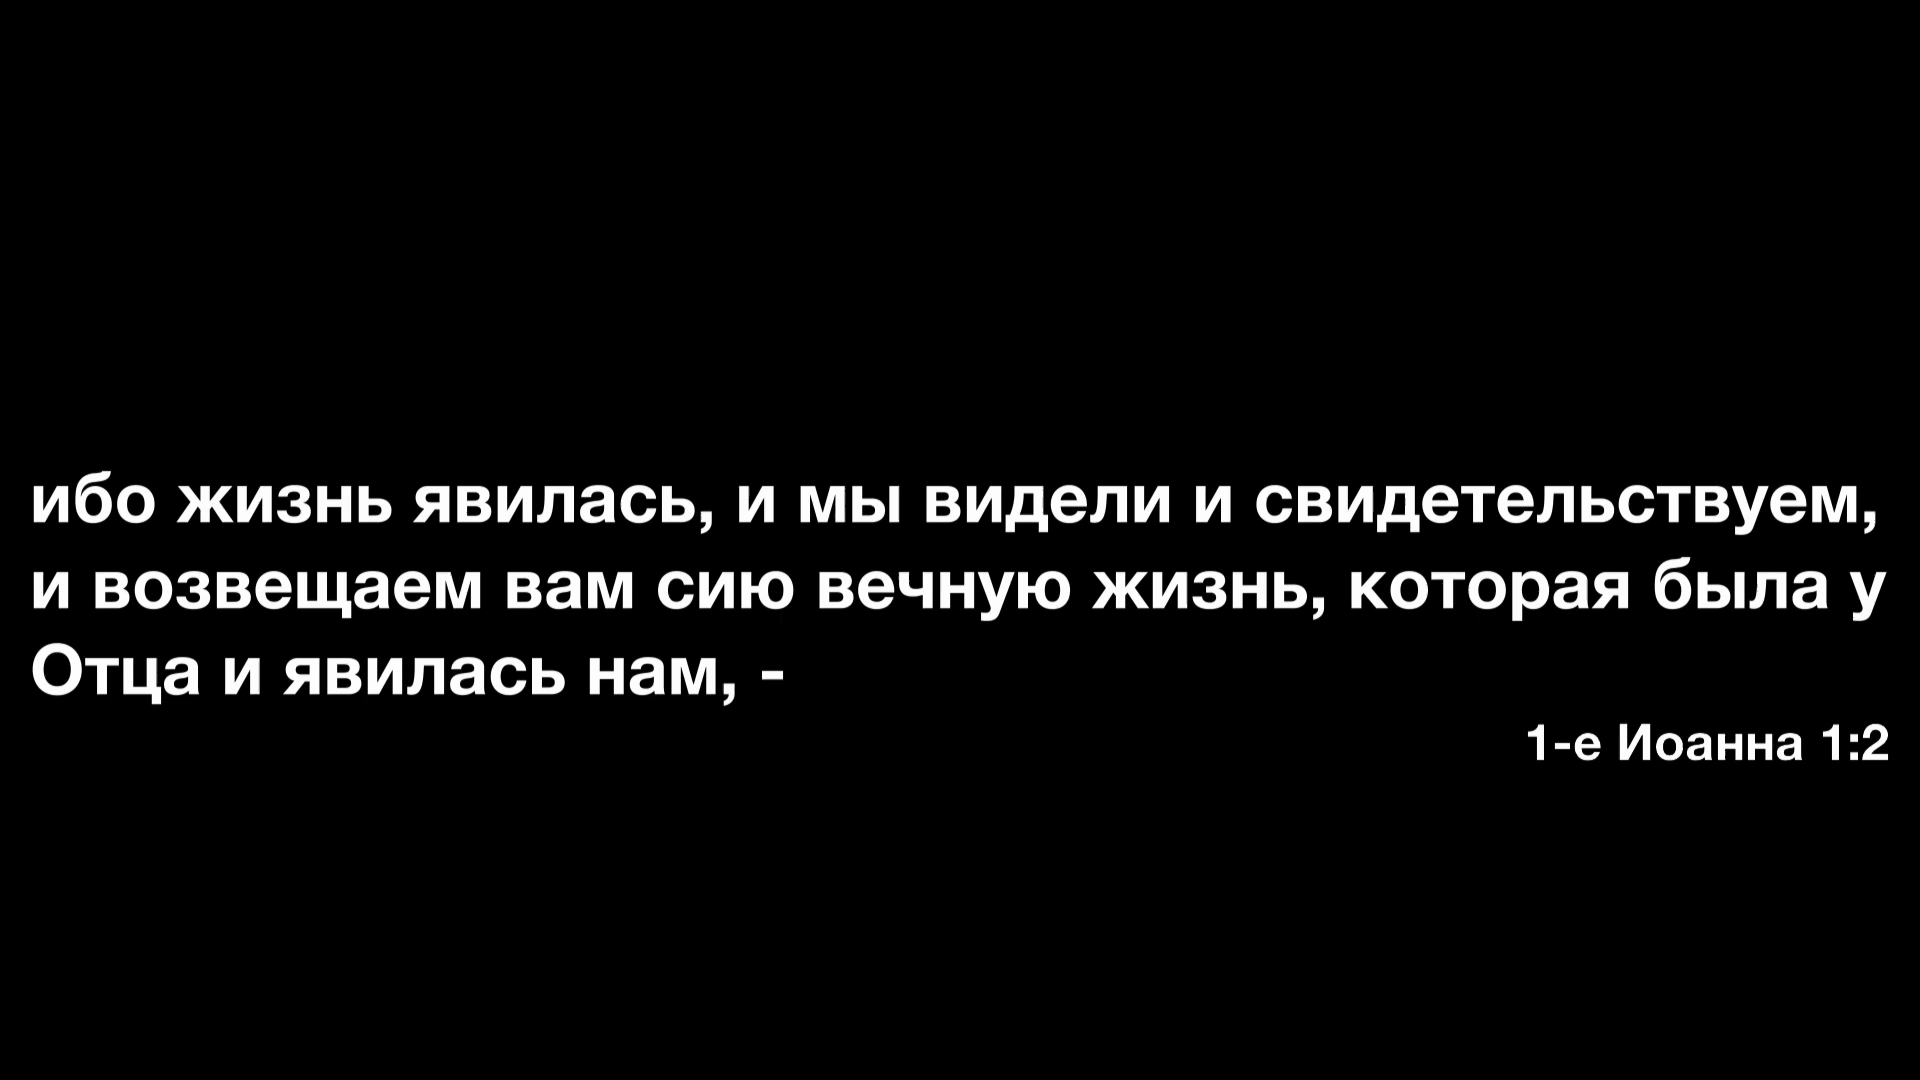 ибо жизнь явилась, и мы видели и свидетельствуем,
и возвещаем вам сию вечную жизнь, которая была у
Отца и явилась нам, -
1-е Иоанна 1:2